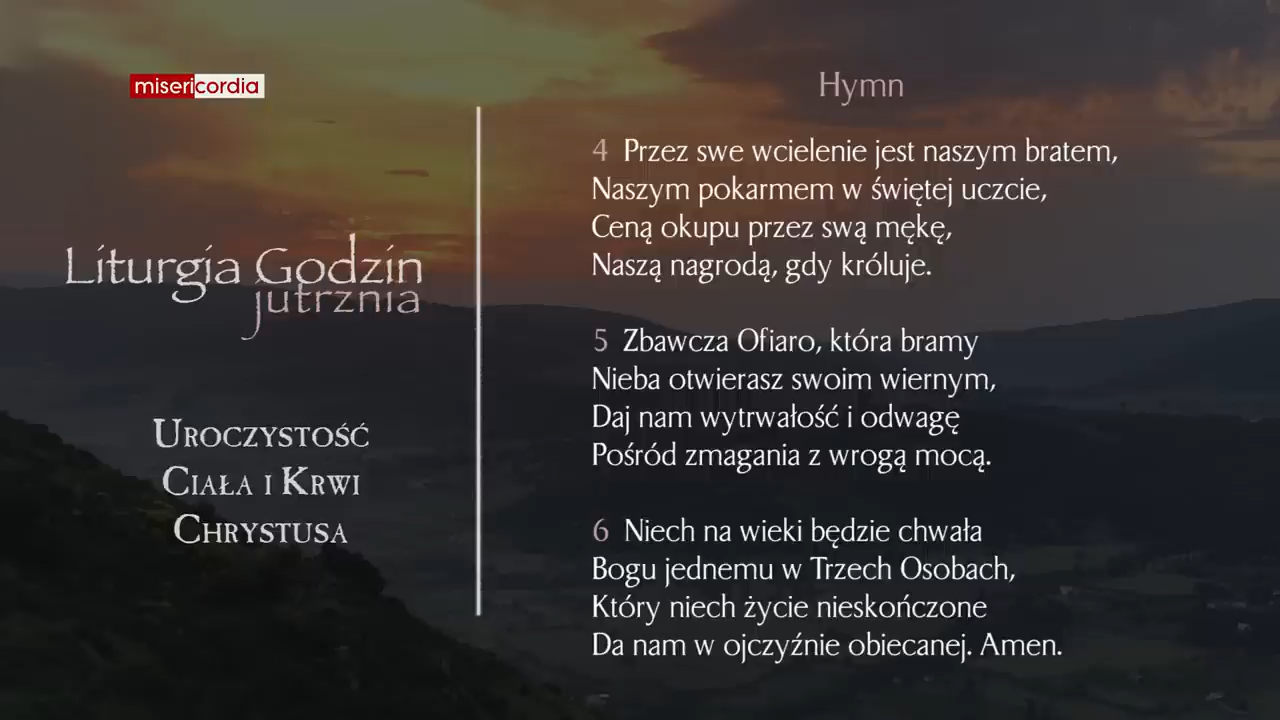 misericordia
Liturgia Godzin
jutrznia
Uroczystość
Ciała i Krwi
Chrystusa
Hymn
4 Przez swe wcielenie jest naszym bratem,
Naszym pokarmem w świętej uczcie,
Ceną okupu przez swą mękę,
Naszą nagrodą, gdy króluje.
5 Zbawcza Ofiaro, która bramy
Nieba otwierasz swoim wiernym,
Daj nam wytrwałość i odwagę
Pośród zmagania z wrogą mocą.
6 Niech na wieki będzie chwała
Bogu jednemu w Trzech Osobach,
Który niech życie nieskończone
Da nam w ojczyźnie obiecanej. Amen.